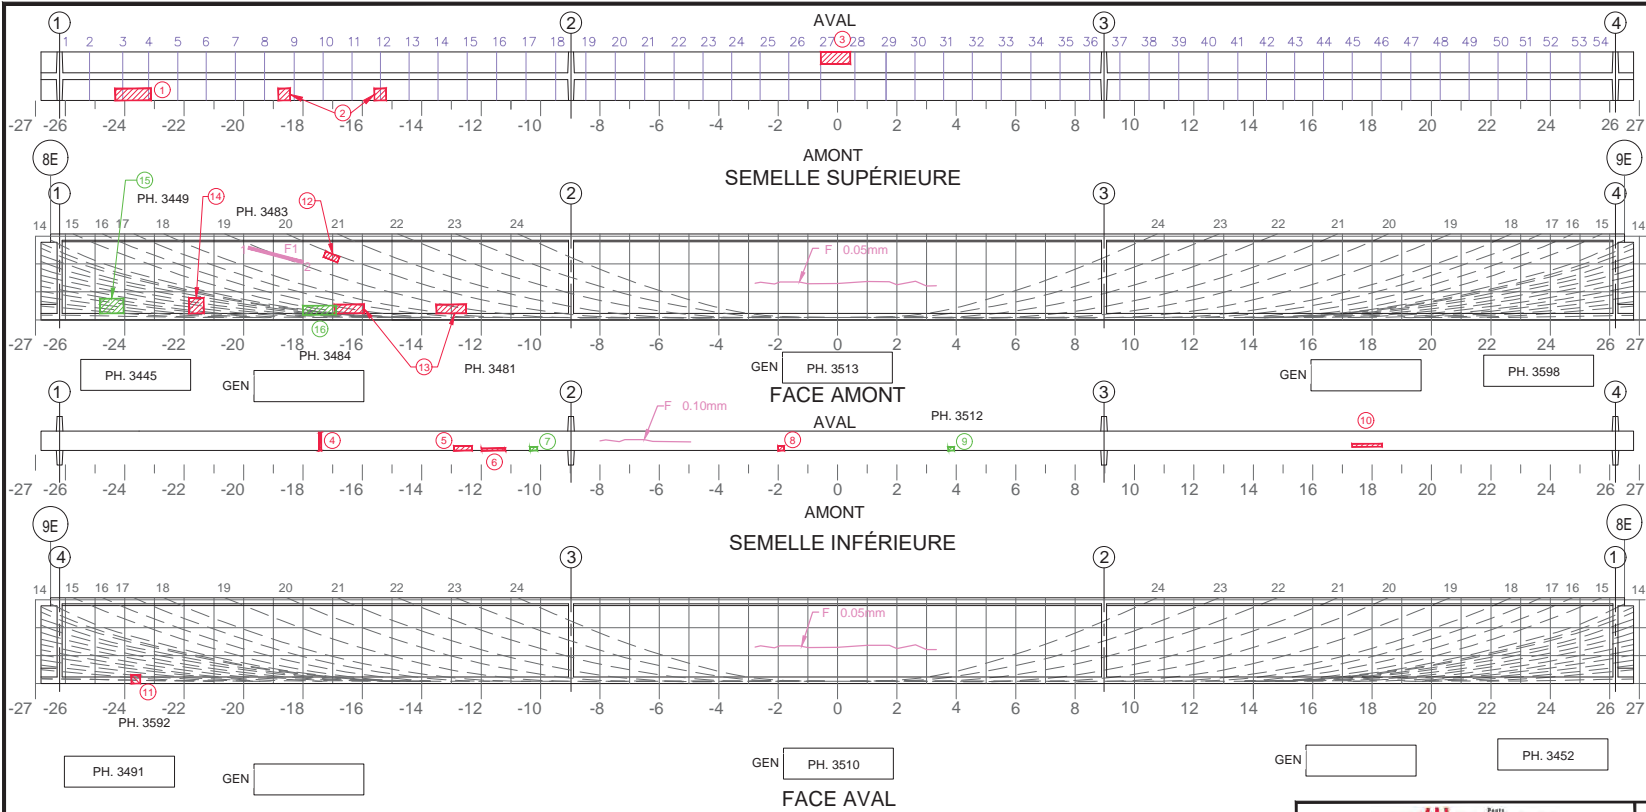 1 2 AVAL 3 4
1 2 3 4 5 6 7 8 9 10 11 12 13 14 15 16 17 18 19 20 21 22 23 24 25 26 27 28 29 30 31 32 33 34 35 36 37 38 39 40 41 42 43 44 45 46 47 48 49 50 51 52 53 54
3
1
2
-27 -26 -24 -22 -20 -18 -16 -14 -12 -10 -8 -6 -4 -2 0 2 4 6 8 10 12 14 16 18 20 22 24 26 27
8E AMONT 9E
SEMELLE SUPÉRIEURE
15 PH. 3449 14 PH. 3483 12
1 2 3 4
14 15 16 17 18 19 20 21 22 23 24 24 23 22 21 20 19 18 17 16 15 14
1 F1 2
F 0.05mm
16
-27 -26 -24 -22 -20 -18 -16 -14 -12 -10 -8 -6 -4 -2 0 2 4 6 8 10 12 14 16 18 20 22 24 26 27
PH. 3484 13 PH. 3481
PH. 3445 GEN GEN PH. 3513 GEN PH. 3598
FACE AMONT
1 2 3 4
F 0.10mm
AVAL
PH. 3512
4 5 6 7 8 9 10
-27 -26 -24 -22 -20 -18 -16 -14 -12 -10 -8 -6 -4 -2 0 2 4 6 8 10 12 14 16 18 20 22 24 26 27
AMONT
9E 8E
SEMELLE INFÉRIEURE
4 3 2 1
14 15 16 17 18 19 20 21 22 23 24 24 23 22 21 20 19 18 17 16 15 14
F 0.05mm
11
-27 -26 -24 -22 -20 -18 -16 -14 -12 -10 -8 -6 -4 -2 0 2 4 6 8 10 12 14 16 18 20 22 24 26 27
PH. 3592
PH. 3491 GEN GEN PH. 3510 GEN PH. 3452
FACE AVAL